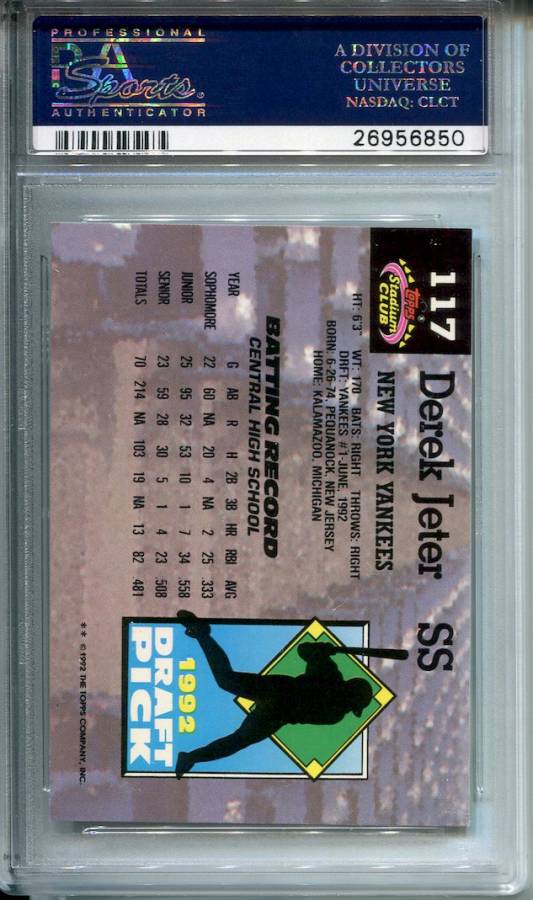 PROFESSIONAL
PSA
Sports
AUTHENTICATOR
A DIVISION OF
COLLECTORS
UNIVERSE
NASDAQ: CLCT
26956850
117
Topps
Stadium
CLUB
Derek Jeter SS
NEW YORK YANKEES
HT: 6'3" WT: 170 BATS: RIGHT THROWS: RIGHT
DRFT: YANKEES #1-JUNE, 1992
BORN: 6-26-74, PEQUANOCK, NEW JERSEY
HOME: KALAMAZOO, MICHIGAN
BATTING RECORD
CENTRAL HIGH SCHOOL
YEAR G AB R H 2B 3B HR RBI AVG
SOPHOMORE 22 60 NA 20 4 NA 2 25 .333
JUNIOR 25 95 32 53 10 1 7 34 .558
SENIOR 23 59 28 30 5 1 4 23 .508
TOTALS 70 214 NA 103 19 NA 13 82 .481
1992
DRAFT
PICK
** © 1992 THE TOPPS COMPANY, INC.